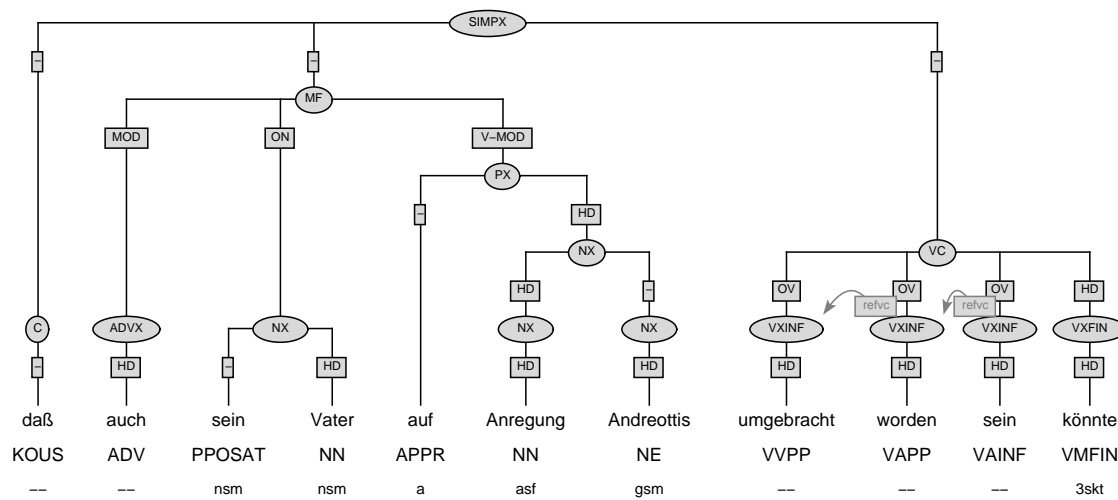 SIMPX
– – –
MF
MOD ON V–MOD
PX
– HD
NX VC
HD – OV OV OV HD
refvc refvc
C ADVX NX NX NX VXINF VXINF VXINF VXFIN
– HD – HD HD HD HD HD HD HD
daß auch sein Vater auf Anregung Andreottis umgebracht worden sein könnte
KOUS ADV PPOSAT NN APPR NN NE VVPP VAPP VAINF VMFIN
–– –– nsm nsm a asf gsm –– –– –– 3skt